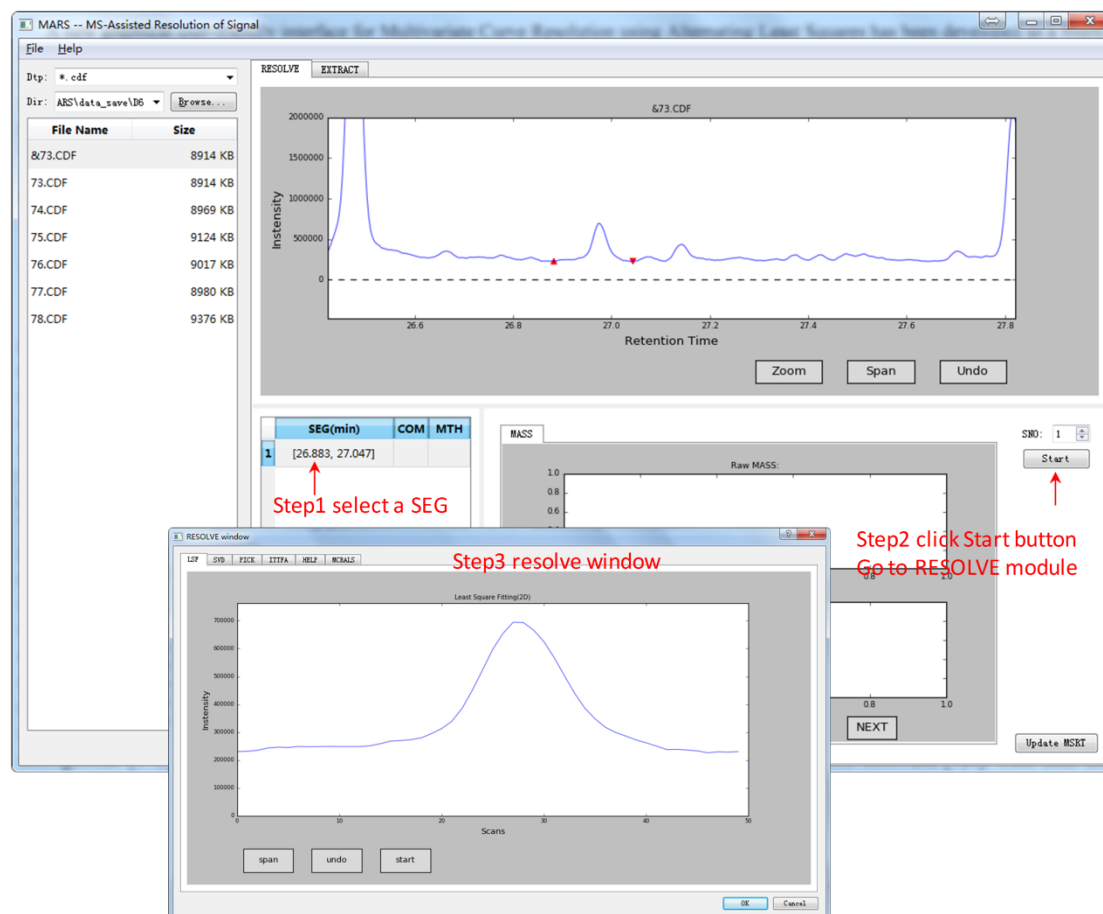 MARS -- MS-Assisted Resolution of Signal
File Help
Dtp: *.cdf
Dir: ARS\data_save\D6 Browse...
File Name Size
&73.CDF 8914 KB
73.CDF 8914 KB
74.CDF 8969 KB
75.CDF 9124 KB
76.CDF 9017 KB
77.CDF 8980 KB
78.CDF 9376 KB
RESOLVE EXTRACT
&73.CDF
2000000
1500000
1000000
500000
0
Instensity
26.6 26.8 27.0 27.2 27.4 27.6 27.8
Retention Time
Zoom Span Undo
SEG(min) COM MTH
1 [26.883, 27.047]
Step1 select a SEG
MASS
Raw MASS:
1.0
0.8
0.6
0.8 1.0
0.8 1.0
NEXT
SNO: 1
Start
Step2 click Start button
Go to RESOLVE module
Update MSRT
RESOLVE window
LSF SVD PICK ITTFA HELP MCRALS
Step3 resolve window
Least Square Fitting(2D)
700000
600000
500000
400000
300000
200000
100000
0
Instensity
0 10 20 30 40 50
Scans
span undo start
OK Cancel